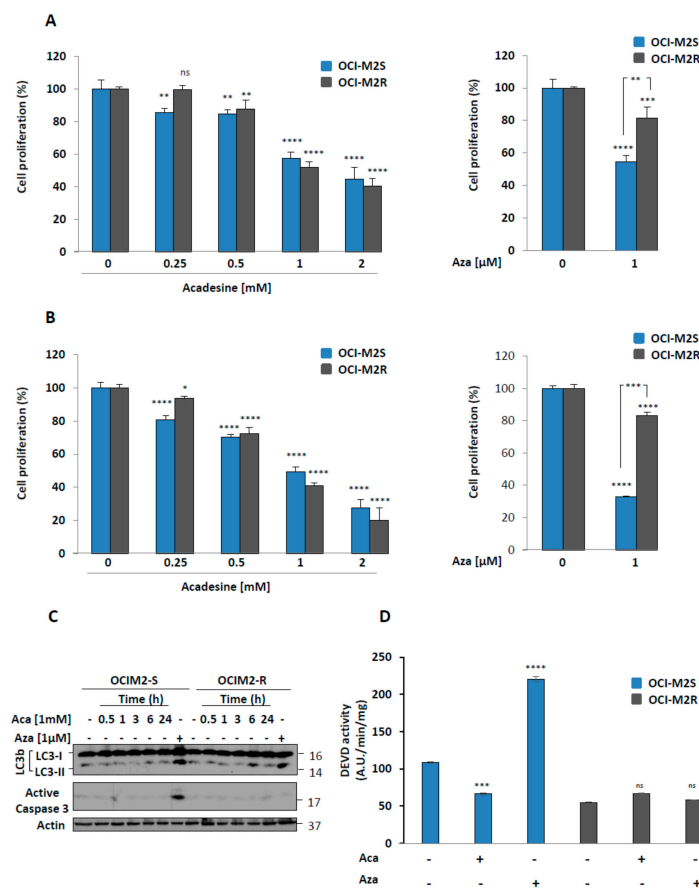 A
Cell proliferation (%)
120
100
80
60
40
20
0
ns
** ** **
**** ****
**** ****
OCI-M2S
OCI-M2R
0 0.25 0.5 1 2
Acadesine [mM]
Cell proliferation (%)
120
100
80
60
40
20
0
OCI-M2S
OCI-M2R
**
***
****
0 1
Aza [µM]
B
Cell proliferation (%)
120
100
80
60
40
20
0
OCI-M2S
OCI-M2R
**** *
**** ****
**** ****
**** ****
0 0.25 0.5 1 2
Acadesine [mM]
Cell proliferation (%)
120
100
80
60
40
20
0
OCI-M2S
OCI-M2R
***
****
****
0 1
Aza [µM]
C
OCIM2-S OCIM2-R
Time (h) Time (h)
Aca [1mM] - 0.5 1 3 6 24 - - 0.5 1 3 6 24 -
Aza [1µM] - - - - - - + - - - - - - +
LC3b
LC3-I
LC3-II
16
14
Active
Caspase 3
17
Actin
37
D
DEVD activity
(A.U./min/mg)
250
200
150
100
50
0
***
****
ns
ns
OCI-M2S
OCI-M2R
Aca - + - - + -
Aza - - + - - +